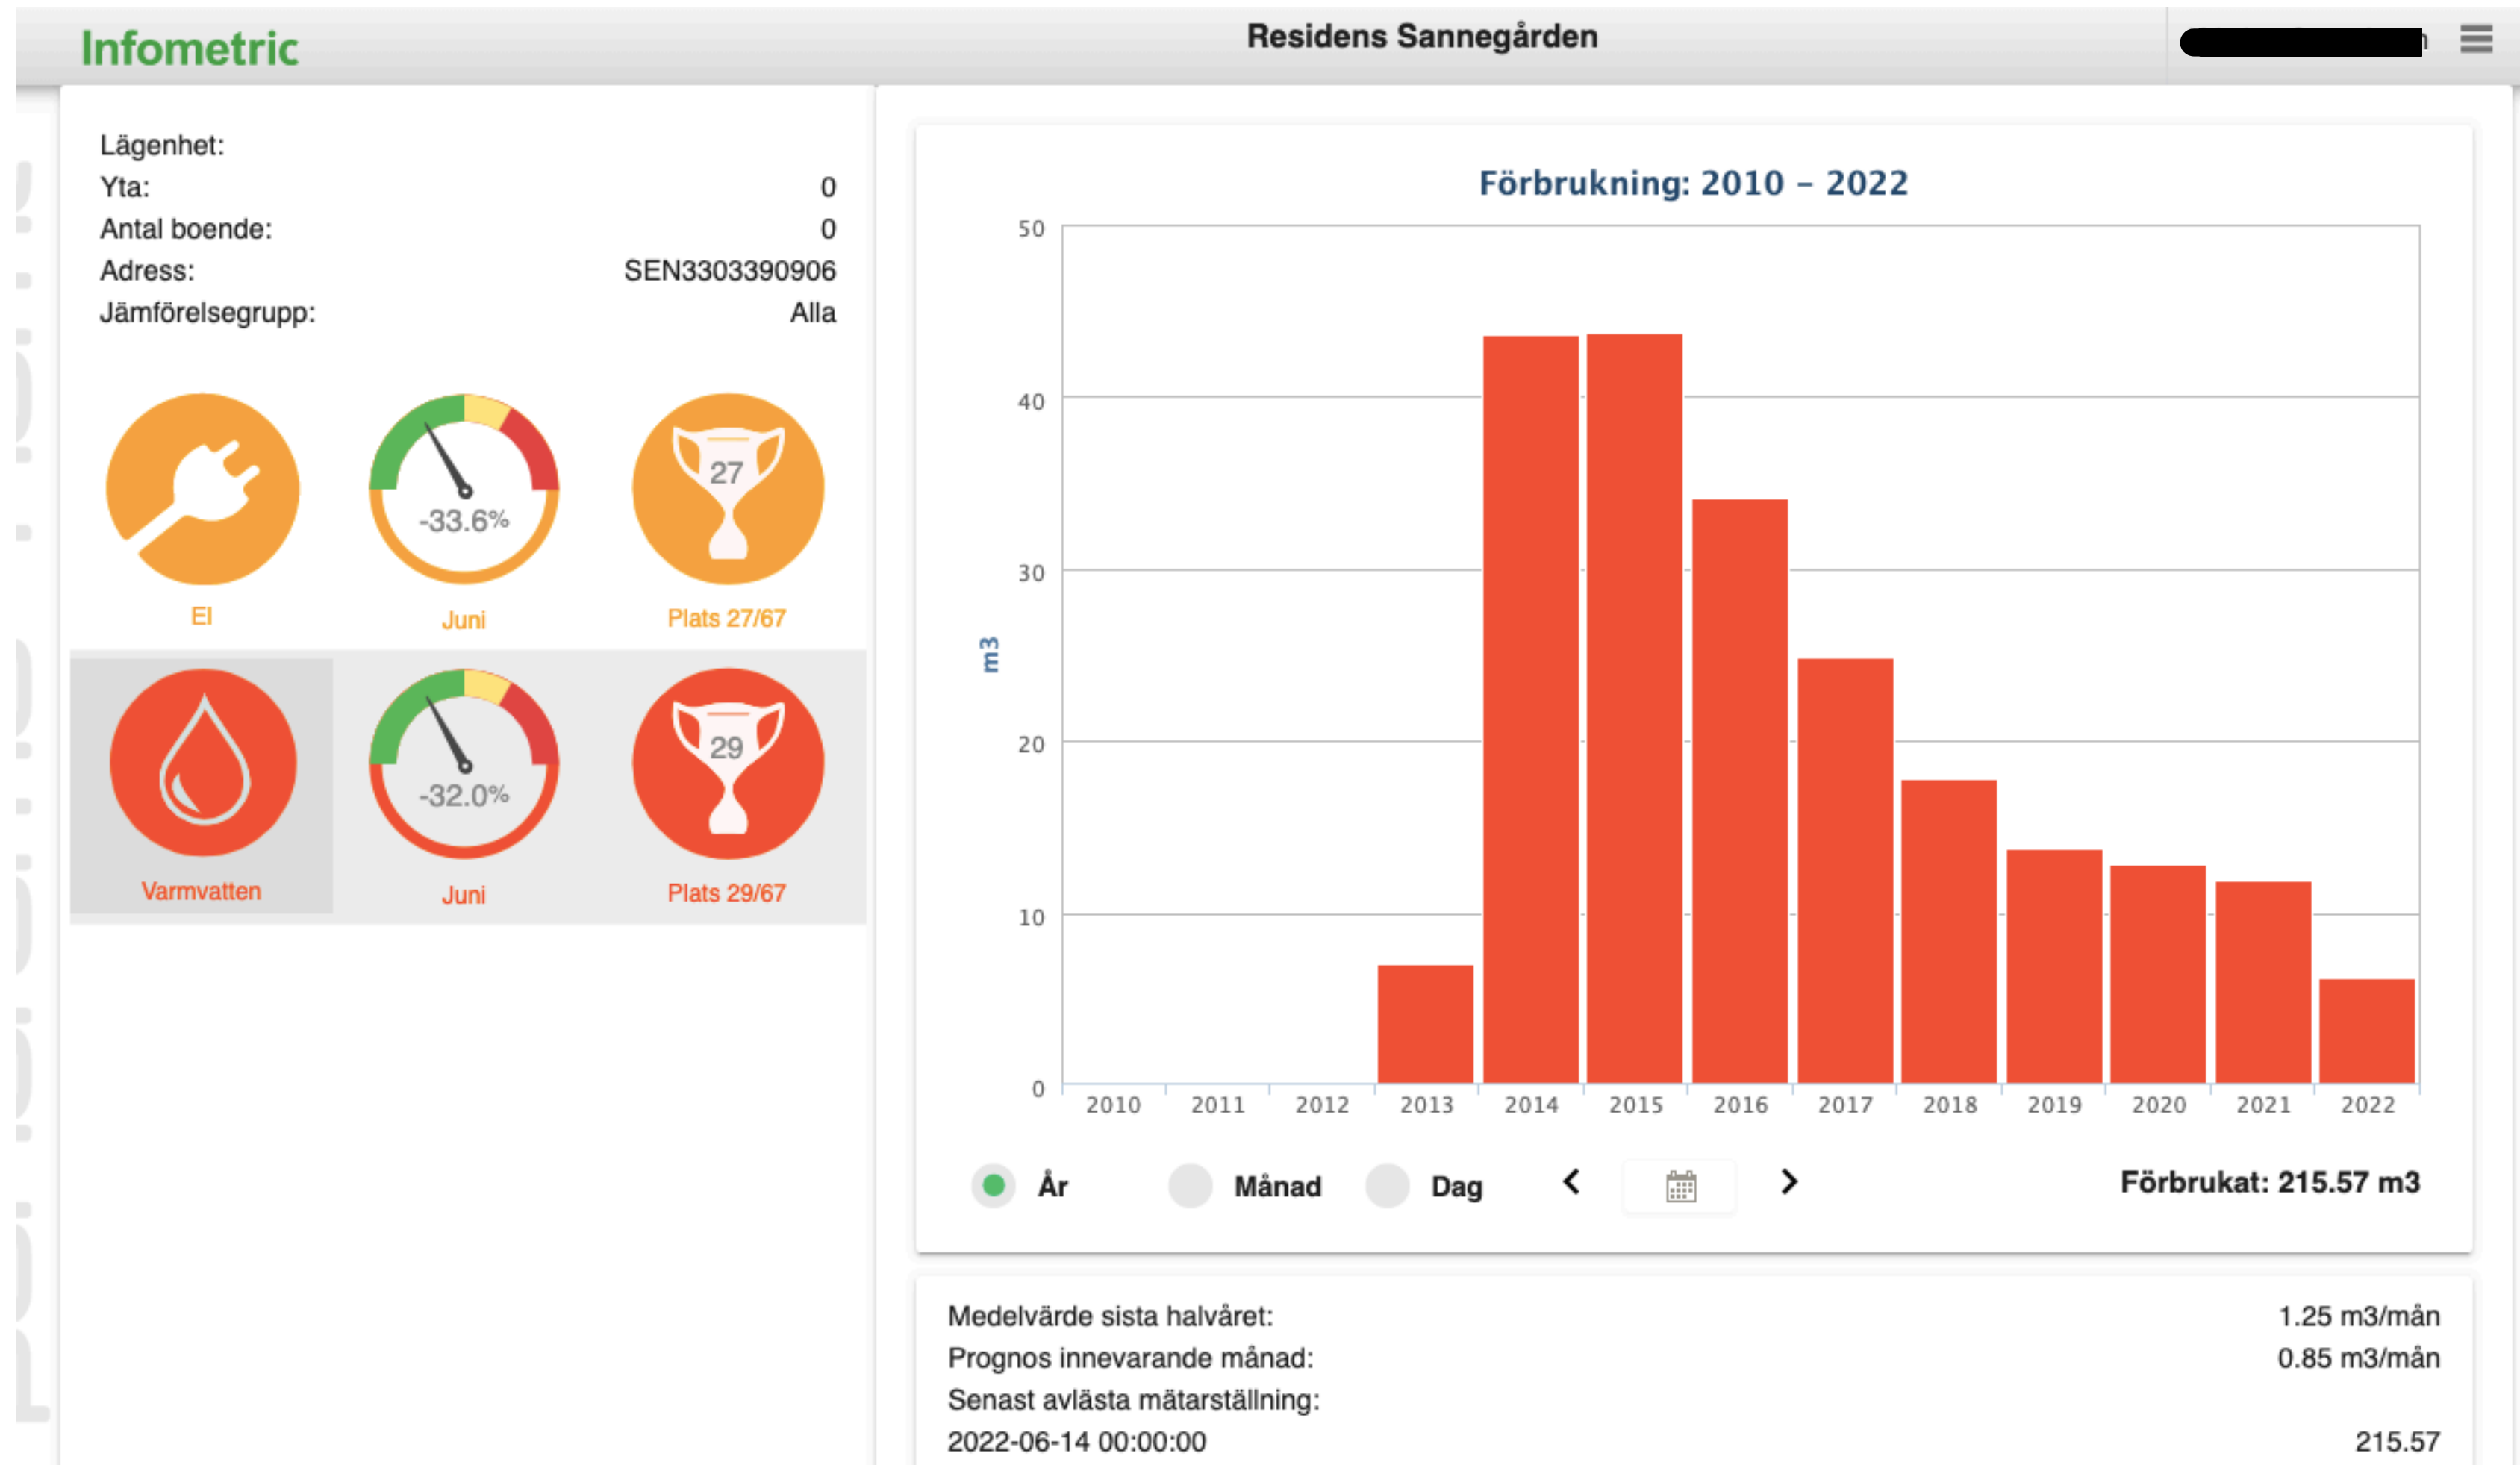 Infometric
Residens Sannegården
Lägenhet:
Yta: 0
Antal boende: 0
Adress: SEN3303390906
Jämförelsegrupp: Alla
-33.6%
27
El
Juni
Plats 27/67
-32.0%
29
Varmvatten
Juni
Plats 29/67
Förbrukning: 2010 – 2022
50
40
30
20
10
0
m3
2010 2011 2012 2013 2014 2015 2016 2017 2018 2019 2020 2021 2022
År Månad Dag Förbrukat: 215.57 m3
Medelvärde sista halvåret: 1.25 m3/mån
Prognos innevarande månad: 0.85 m3/mån
Senast avlästa mätarställning:
2022-06-14 00:00:00 215.57